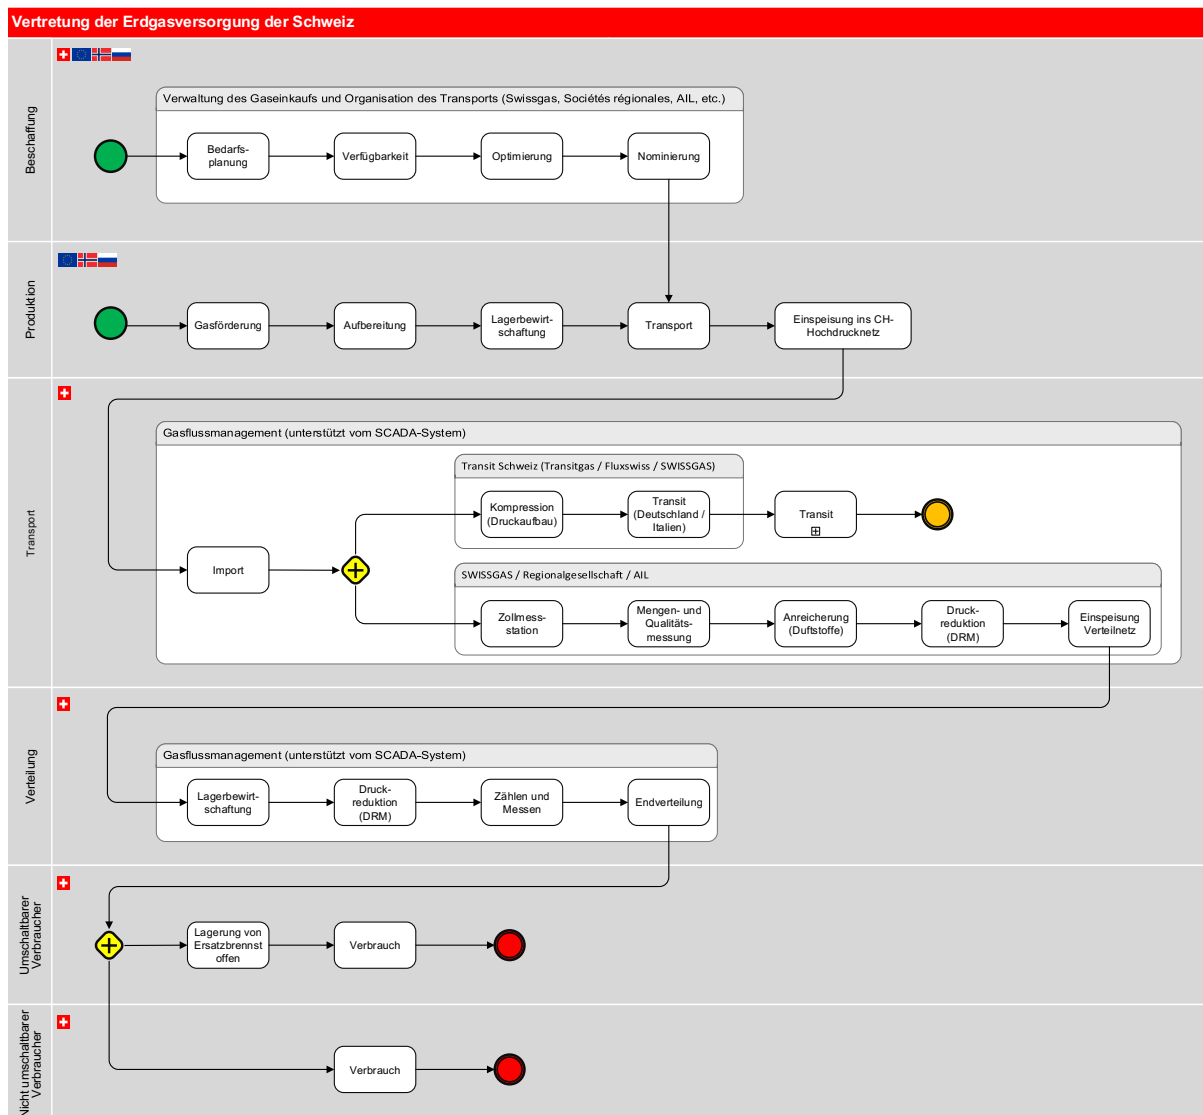 Vertretung der Erdgasversorgung der Schweiz
Beschaffung
Verwaltung des Gaseinkaufs und Organisation des Transports (Swissgas, Sociétés régionales, AIL, etc.)
Bedarfs-
planung
Verfügbarkeit
Optimierung
Nominierung
Produktion
Gasförderung
Aufbereitung
Lagerbewirt-
schaftung
Transport
Einspeisung ins CH-
Hochdrucknetz
Transport
Gasflussmanagement (unterstützt vom SCADA-System)
Transit Schweiz (Transitgas / Fluxswiss / SWISSGAS)
Kompression
(Druckaufbau)
Transit
(Deutschland /
Italien)
Transit
Import
SWISSGAS / Regionalgesellschaft / AIL
Zollmess-
station
Mengen- und
Qualitäts-
messung
Anreicherung
(Duftstoffe)
Druck-
reduktion
(DRM)
Einspeisung
Verteilnetz
Verteilung
Gasflussmanagement (unterstützt vom SCADA-System)
Lagerbewirt-
schaftung
Druck-
reduktion
(DRM)
Zählen und
Messen
Endverteilung
Umschaltbarer
Verbraucher
Lagerung von
Ersatzbrennst
offen
Verbrauch
Nicht umschaltbarer
Verbraucher
Verbrauch